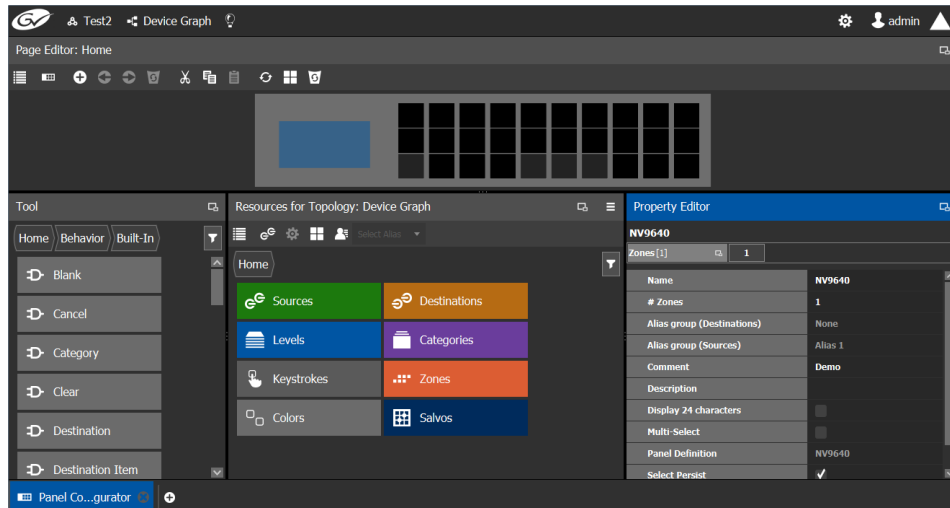 GV Test2 Device Graph admin
Page Editor: Home
Tool
Home Behavior Built-In
Blank
Cancel
Category
Clear
Destination
Destination Item
Resources for Topology: Device Graph
Select Alias
Home
Sources Destinations
Levels Categories
Keystrokes Zones
Colors Salvos
Property Editor
NV9640
Zones [1] 1
Name NV9640
# Zones 1
Alias group (Destinations) None
Alias group (Sources) Alias 1
Comment Demo
Description
Display 24 characters
Multi-Select
Panel Definition NV9640
Select Persist
Panel Co...gurator